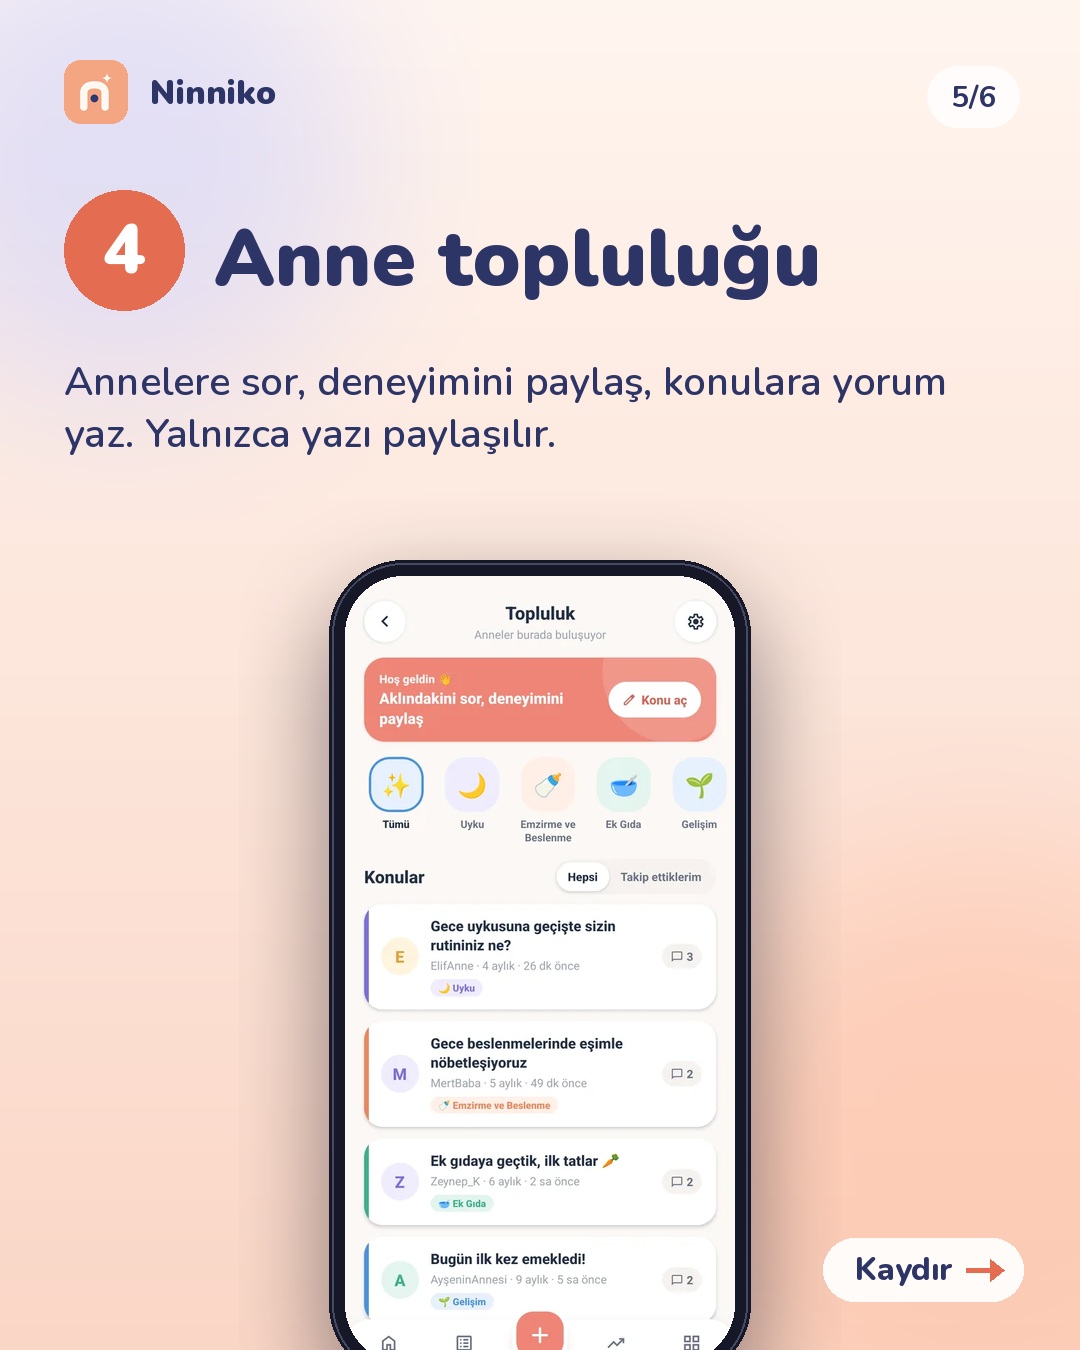 Ninniko
5/6
4
Anne topluluğu
Annelere sor, deneyimini paylaş, konulara yorum
yaz. Yalnızca yazı paylaşılır.
Topluluk
Anneler burada buluşuyor
Hoş geldin 👋
Aklındakini sor, deneyimini
paylaş
Konu aç
Tümü
Uyku
Emzirme ve
Beslenme
Ek Gıda
Gelişim
Konular
Hepsi
Takip ettiklerim
E
Gece uykusuna geçişte sizin
rutininiz ne?
ElifAnne · 4 aylık · 26 dk önce
🌙 Uyku
3
M
Gece beslenmelerinde eşimle
nöbetleşiyoruz
MertBaba · 5 aylık · 49 dk önce
🍼 Emzirme ve Beslenme
2
Z
Ek gıdaya geçtik, ilk tatlar 🥕
Zeynep_K · 6 aylık · 2 sa önce
🥣 Ek Gıda
2
A
Bugün ilk kez emekledi!
AyşeninAnnesi · 9 aylık · 5 sa önce
🌱 Gelişim
2
Kaydır